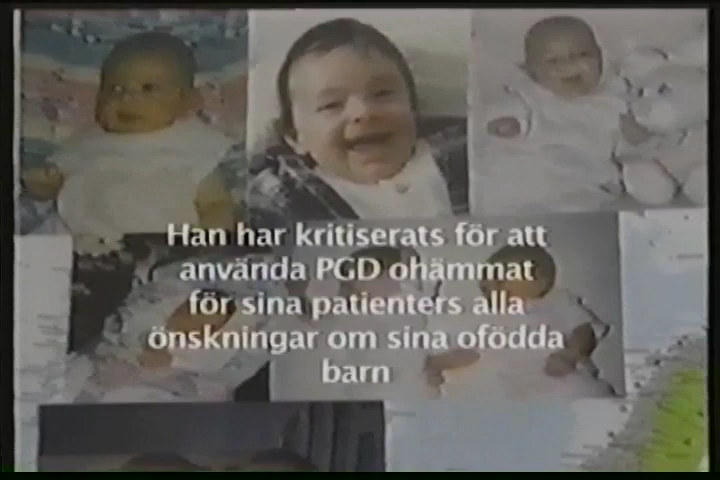 Han har kritiserats för att
använda PGD ohämmat
för sina patienters alla
önskningar om sina ofödda
barn